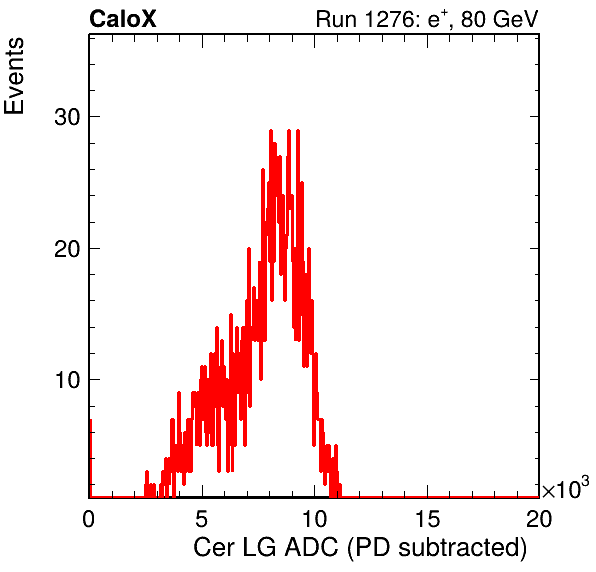 CaloX Run 1276: e⁺, 80 GeV
Events
30
20
10
0 5 10 15 20
×10³
Cer LG ADC (PD subtracted)